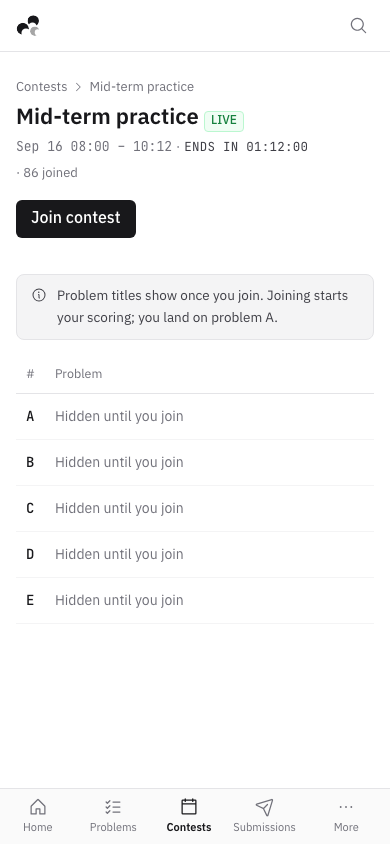 Contests > Mid-term practice
Mid-term practice LIVE
Sep 16 08:00 – 10:12 · ENDS IN 01:12:00
· 86 joined
Join contest
Problem titles show once you join. Joining starts
your scoring; you land on problem A.
# Problem
A Hidden until you join
B Hidden until you join
C Hidden until you join
D Hidden until you join
E Hidden until you join
Home Problems Contests Submissions More